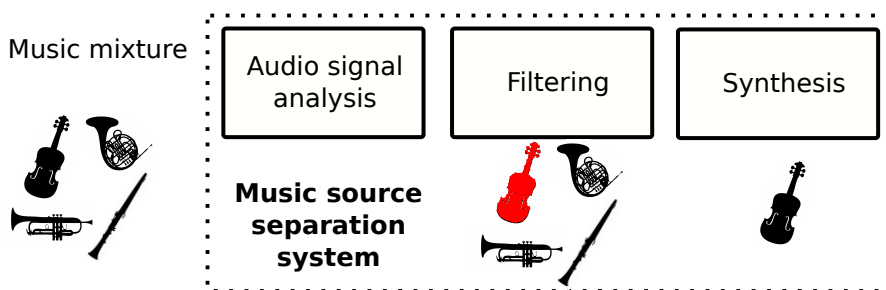 Music mixture
Audio signal
analysis
Filtering
Synthesis
Music source
separation
system